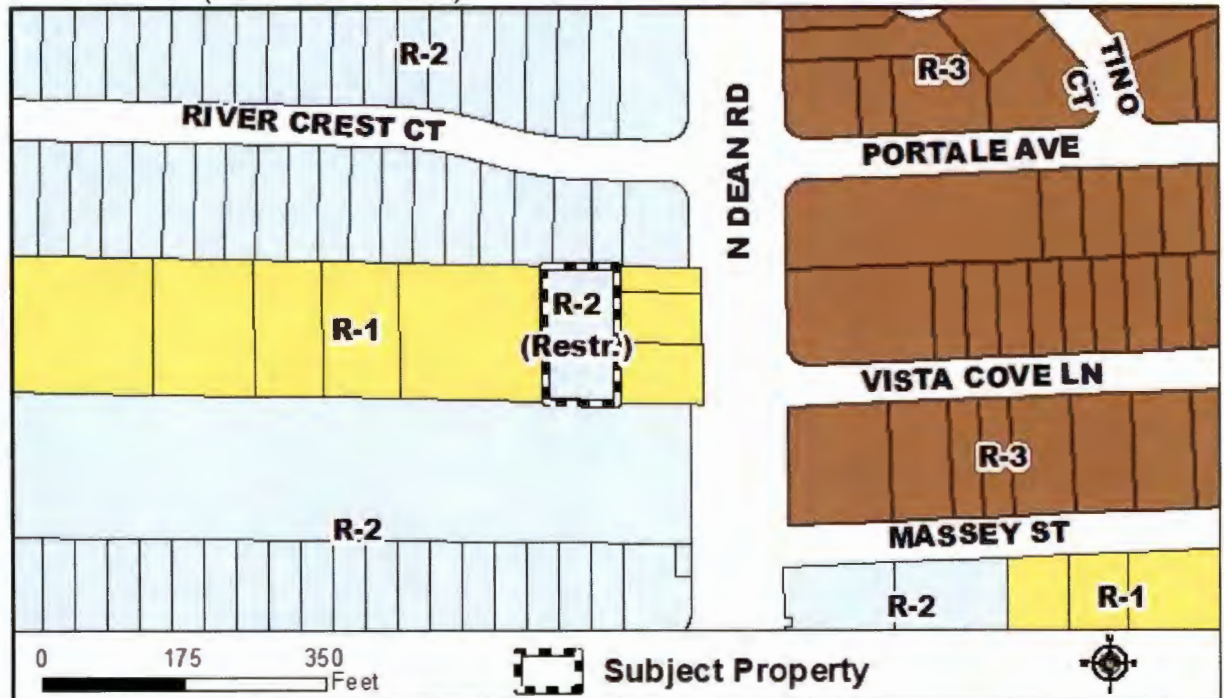 R-2
R-3
TINO
CT
RIVER CREST CT
N DEAN RD
PORTALE AVE
R-1
R-2
(Restr.)
VISTA COVE LN
R-3
R-2
MASSEY ST
R-2
R-1
0 175 350
Feet
Subject Property